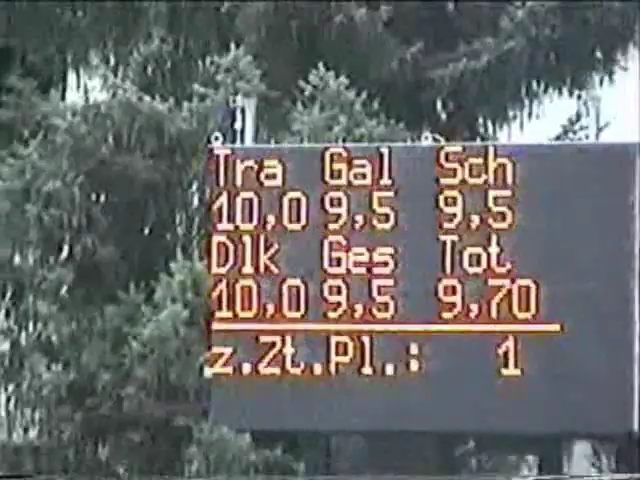 Tra Gal Sch
10,0 9,5 9,5
Dlk Ges Tot
10,0 9,5 9,70
z.Zt.Pl.: 1